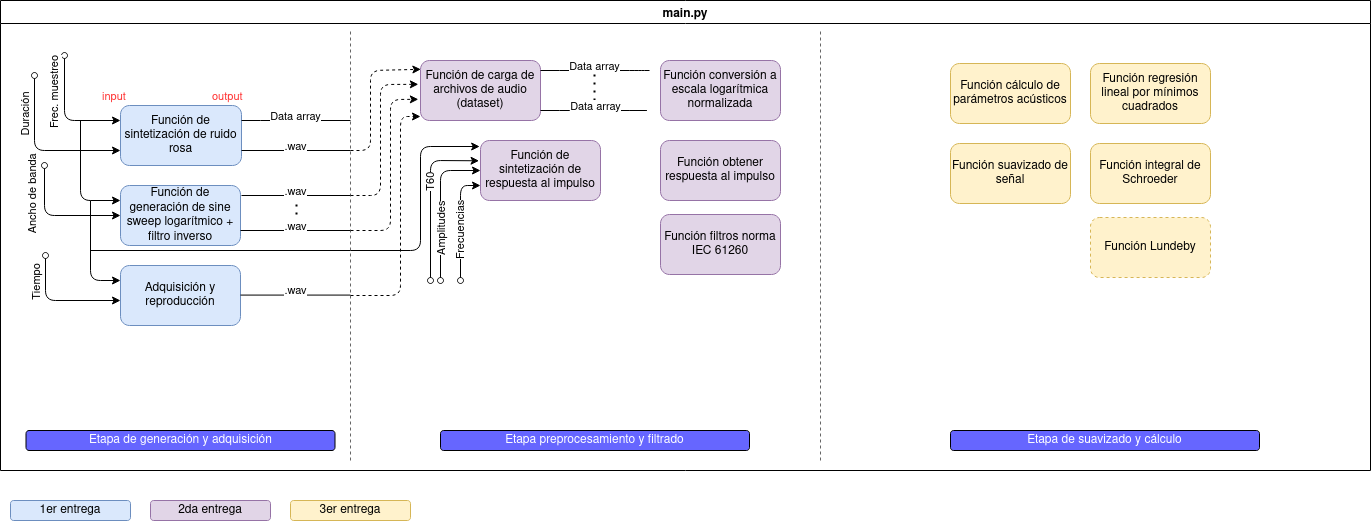 main.py
Duración
Frec. muestreo
Ancho de banda
Tiempo
input
output
Función de
sintetización de ruido
rosa
Data array
.wav
Función de
generación de sine
sweep logarítmico +
filtro inverso
.wav
.wav
Adquisición y
reproducción
.wav
Etapa de generación y adquisición
Función de carga de
archivos de audio
(dataset)
Data array
Data array
Función conversión a
escala logarítmica
normalizada
T60
Amplitudes
Frecuencias
Función de
sintetización de
respuesta al impulso
Función obtener
respuesta al impulso
Función filtros norma
IEC 61260
Etapa preprocesamiento y filtrado
Función cálculo de
parámetros acústicos
Función regresión
lineal por mínimos
cuadrados
Función suavizado de
señal
Función integral de
Schroeder
Función Lundeby
Etapa de suavizado y cálculo
1er entrega
2da entrega
3er entrega